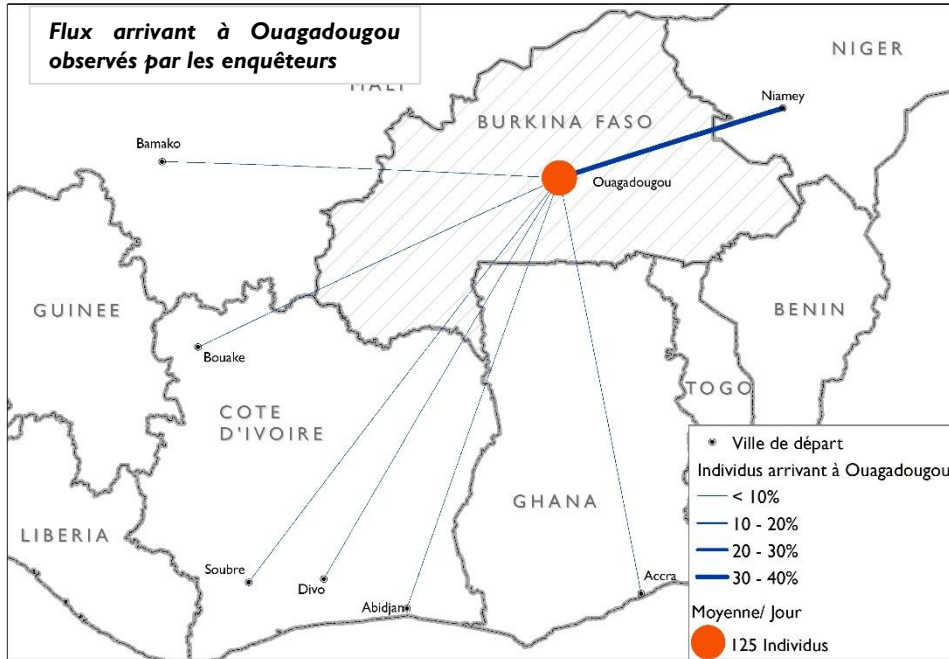 Flux arrivant à Ouagadougou
observés par les enquêteurs
MALI
NIGER
Niamey
BURKINA FASO
Bamako
Ouagadougou
GUINEE
BENIN
Bouake
TOGO
COTE
D'IVOIRE
GHANA
LIBERIA
Soubre
Divo
Abidjan
Accra
Ville de départ
Individus arrivant à Ouagadougou
< 10%
10 - 20%
20 - 30%
30 - 40%
Moyenne/ Jour
125 Individus